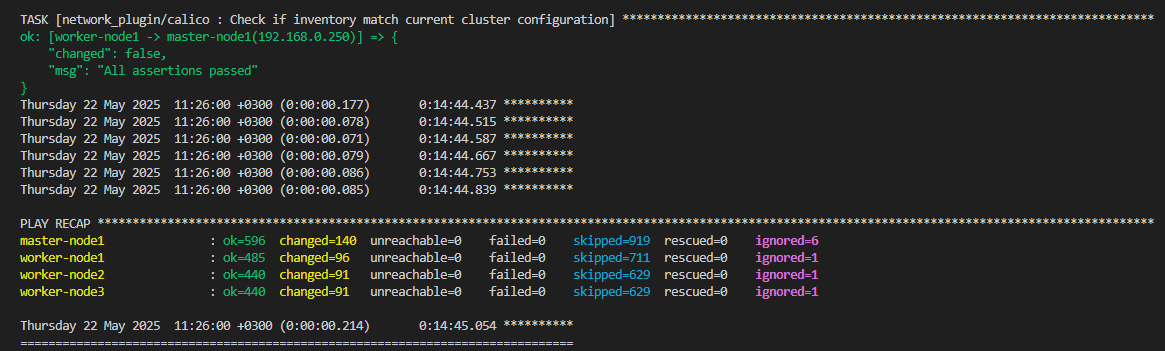 TASK [network_plugin/calico : Check if inventory match current cluster configuration] ****************************************************************************
ok: [worker-node1 -> master-node1(192.168.0.250)] => {
    "changed": false,
    "msg": "All assertions passed"
}
Thursday 22 May 2025  11:26:00 +0300 (0:00:00.177)       0:14:44.437 **********
Thursday 22 May 2025  11:26:00 +0300 (0:00:00.078)       0:14:44.515 **********
Thursday 22 May 2025  11:26:00 +0300 (0:00:00.071)       0:14:44.587 **********
Thursday 22 May 2025  11:26:00 +0300 (0:00:00.079)       0:14:44.667 **********
Thursday 22 May 2025  11:26:00 +0300 (0:00:00.086)       0:14:44.753 **********
Thursday 22 May 2025  11:26:00 +0300 (0:00:00.085)       0:14:44.839 **********
PLAY RECAP *******************************************************************************************************************************************************
master-node1               : ok=596  changed=140  unreachable=0    failed=0    skipped=919  rescued=0    ignored=6
worker-node1               : ok=485  changed=96   unreachable=0    failed=0    skipped=711  rescued=0    ignored=1
worker-node2               : ok=440  changed=91   unreachable=0    failed=0    skipped=629  rescued=0    ignored=1
worker-node3               : ok=440  changed=91   unreachable=0    failed=0    skipped=629  rescued=0    ignored=1
Thursday 22 May 2025  11:26:00 +0300 (0:00:00.214)       0:14:45.054 **********
===============================================================================